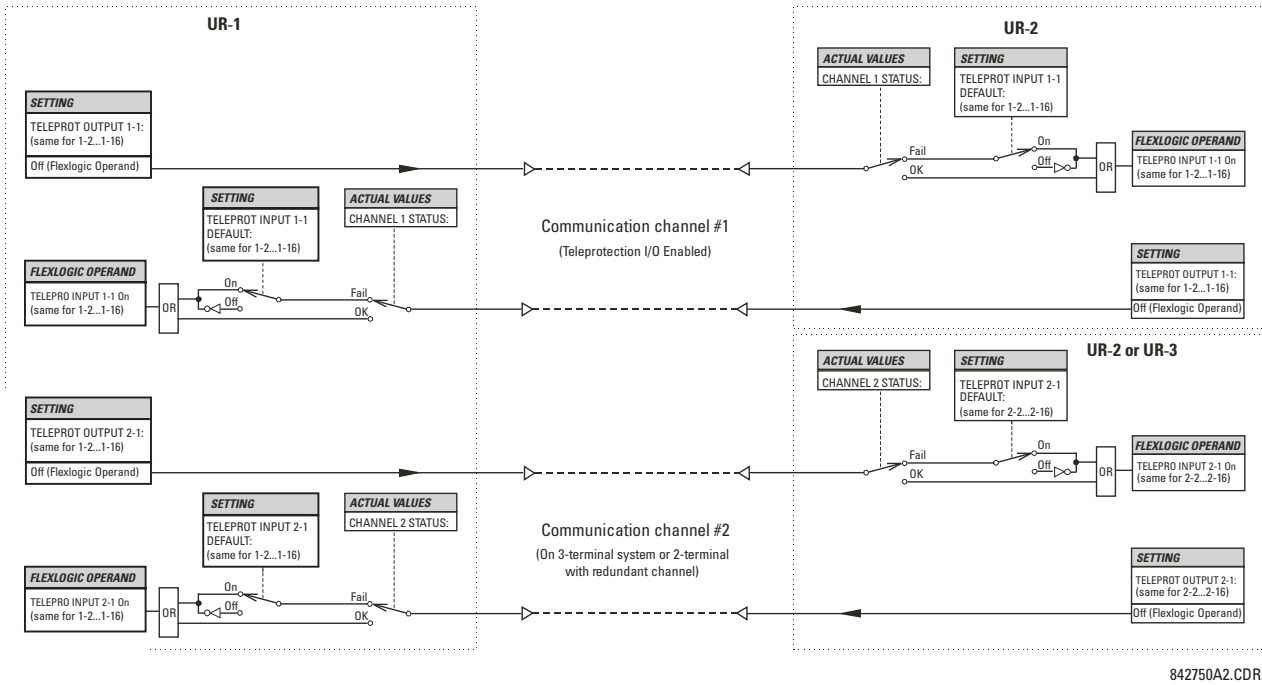 UR-1
UR-2
ACTUAL VALUES
CHANNEL 1 STATUS:
SETTING
TELEPROT INPUT 1-1
DEFAULT:
(same for 1-2...1-16)
SETTING
TELEPROT OUTPUT 1-1:
(same for 1-2...1-16)
Off (Flexlogic Operand)
Fail
OK
On
Off
OR
FLEXLOGIC OPERAND
TELEPRO INPUT 1-1 On
(same for 1-2...1-16)
SETTING
TELEPROT INPUT 1-1
DEFAULT:
(same for 1-2...1-16)
ACTUAL VALUES
CHANNEL 1 STATUS:
Communication channel #1
(Teleprotection I/O Enabled)
FLEXLOGIC OPERAND
TELEPRO INPUT 1-1 On
(same for 1-2...1-16)
OR
On
Off
Fail
OK
SETTING
TELEPROT OUTPUT 1-1:
(same for 1-2...1-16)
Off (Flexlogic Operand)
UR-2 or UR-3
ACTUAL VALUES
CHANNEL 2 STATUS:
SETTING
TELEPROT INPUT 2-1
DEFAULT:
(same for 2-2...2-16)
SETTING
TELEPROT OUTPUT 2-1:
(same for 1-2...1-16)
Off (Flexlogic Operand)
Fail
OK
On
Off
OR
FLEXLOGIC OPERAND
TELEPRO INPUT 2-1 On
(same for 2-2...2-16)
SETTING
TELEPROT INPUT 2-1
DEFAULT:
(same for 1-2...1-16)
ACTUAL VALUES
CHANNEL 2 STATUS:
Communication channel #2
(On 3-terminal system or 2-terminal
with redundant channel)
FLEXLOGIC OPERAND
TELEPRO INPUT 2-1 On
(same for 1-2...1-16)
OR
On
Off
Fail
OK
SETTING
TELEPROT OUTPUT 2-1:
(same for 2-2...2-16)
Off (Flexlogic Operand)
842750A2.CDR